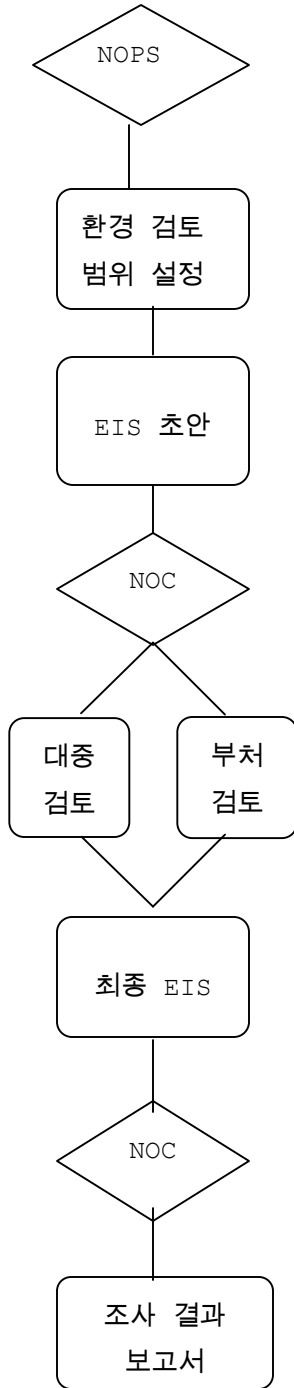 NOPS
환경 검토
범위 설정
EIS 초안
NOC
대중
검토
부처
검토
최종 EIS
NOC
조사 결과
보고서